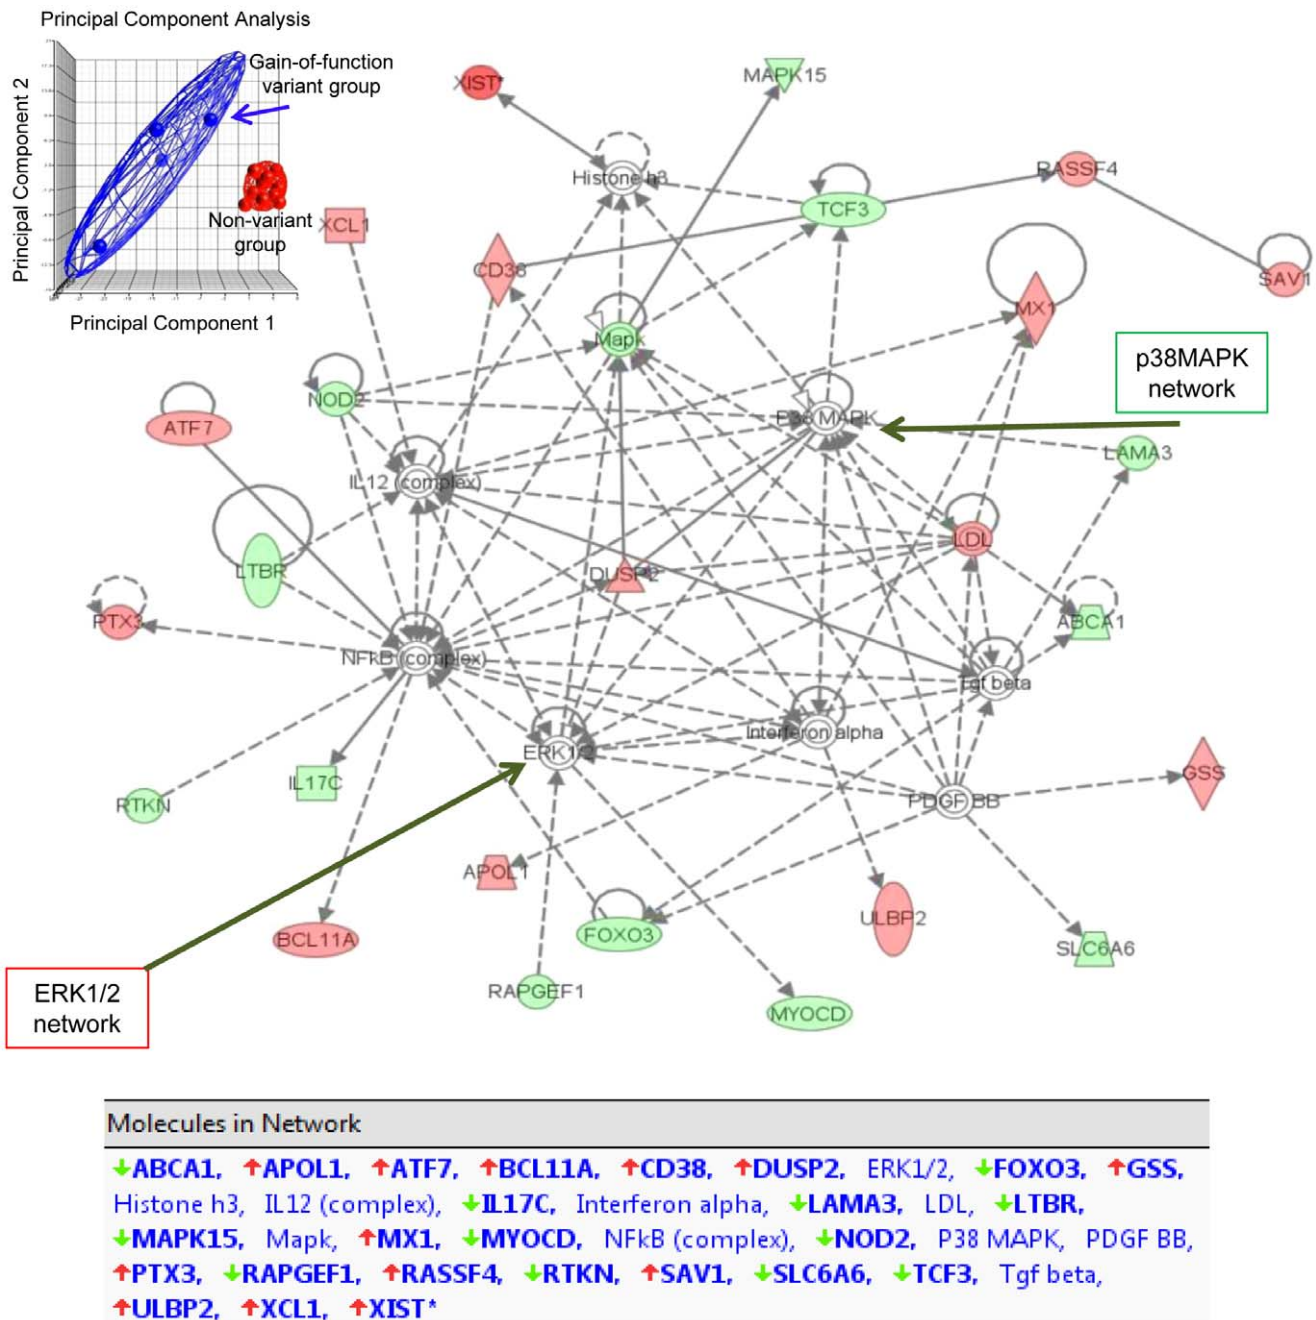 Principal Component Analysis
Principal Component 2
Gain-of-function
variant group
Non-variant
group
Principal Component 1
XIST*
MAPK15
Histone h3
RASSF4
TCF3
XCL1
CD38
SAV1
MX1
Mapk
p38MAPK
network
NOD2
P38 MAPK
ATF7
LAMA3
IL12 (complex)
LDL
LTBR
DUSP2
PTX3
ABCA1
NFkB (complex)
Tgf beta
Interferon alpha
ERK1/2
IL17C
GSS
RTKN
PDGF BB
APOL1
ULBP2
BCL11A
FOXO3
SLC6A6
RAPGEF1
MYOCD
ERK1/2
network
Molecules in Network
↓ABCA1, ↑APOL1, ↑ATF7, ↑BCL11A, ↑CD38, ↑DUSP2, ERK1/2, ↓FOXO3, ↑GSS,
Histone h3, IL12 (complex), ↓IL17C, Interferon alpha, ↓LAMA3, LDL, ↓LTBR,
↓MAPK15, Mapk, ↑MX1, ↓MYOCD, NFkB (complex), ↓NOD2, P38 MAPK, PDGF BB,
↑PTX3, ↓RAPGEF1, ↑RASSF4, ↓RTKN, ↑SAV1, ↓SLC6A6, ↓TCF3, Tgf beta,
↑ULBP2, ↑XCL1, ↑XIST*